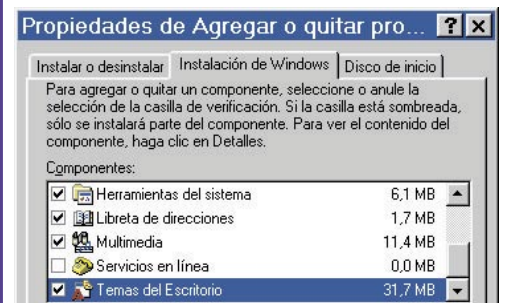 Propiedades de Agregar o quitar pro... ? ×
Instalar o desinstalar Instalación de Windows Disco de inicio
Para agregar o quitar un componente, seleccione o anule la
selección de la casilla de verificación. Si la casilla está sombreada,
sólo se instalará parte del componente. Para ver el contenido del
componente, haga clic en Detalles.
Componentes:
Herramientas del sistema 6,1 MB
Libreta de direcciones 1,7 MB
Multimedia 11,4 MB
Servicios en línea 0,0 MB
Temas del Escritorio 31,7 MB